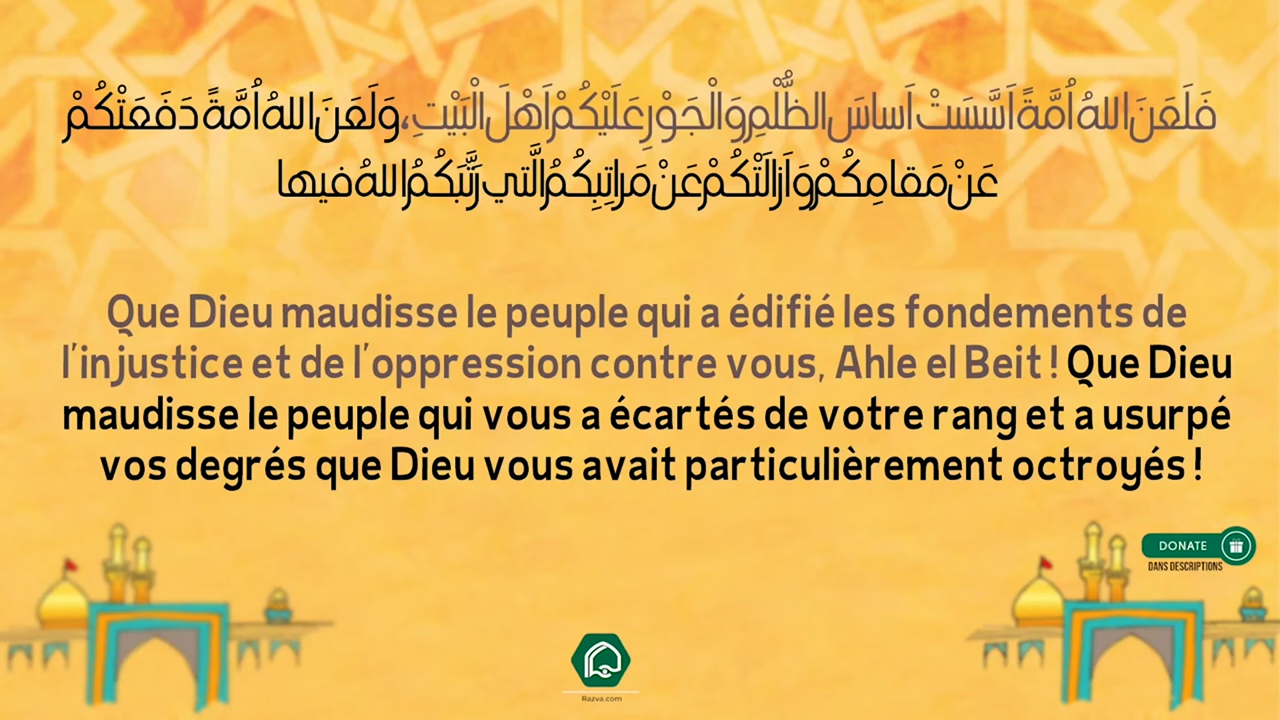 فَلَعَنَ اللهُ اُمَّةً اَسَّسَتْ اَساسَ الظُّلْمِ وَالْجَوْرِ عَلَيْكُمْ اَهْلَ الْبَيْتِ، وَلَعَنَ اللهُ اُمَّةً دَفَعَتْكُمْ
عَنْ مَقامِكُمْ وَاَزالَتْكُمْ عَنْ مَراتِبِكُمُ الَّتي رَتَّبَكُمُ اللهُ فيها
Que Dieu maudisse le peuple qui a édifié les fondements de
l'injustice et de l'oppression contre vous, Ahle el Beit ! Que Dieu
maudisse le peuple qui vous a écartés de votre rang et a usurpé
vos degrés que Dieu vous avait particulièrement octroyés !
DONATE
DANS DESCRIPTIONS
Razva.com